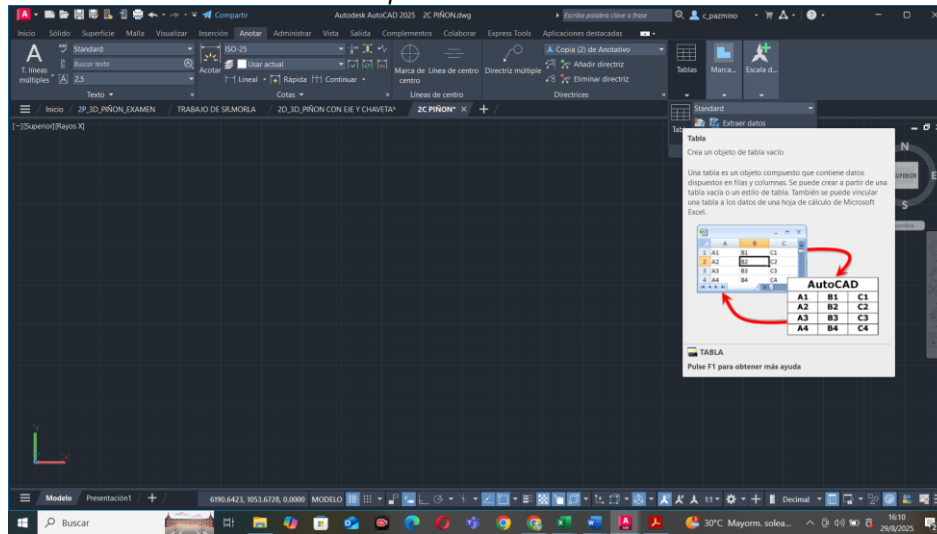 Compartir
Autodesk AutoCAD 2025 2C PIÑON.dwg
Escriba palabra clave o frase
c_pazmino
Inicio Sólido Superficie Malla Visualizar Inserción Anotar Administrar Vista Salida Complementos Colaborar Express Tools Aplicaciones destacadas
A
T. líneas
múltiples
Standard
Buscar texto
2.5
Texto
Acotar
ISO-25
Usar actual
Lineal Rápida Continuar
Cotas
Marca de
centro
Línea de centro
Líneas de centro
Directriz múltiple
Copia (2) de Anotativo
Añadir directriz
Eliminar directriz
Directrices
Tablas
Marca...
Escala d...
Inicio / 2P_3D_PIÑON_EXAMEN / TRABAJO DE SR.MORLA / 2D_3D_PIÑON CON EJE Y CHAVETA* / 2C PIÑON* × +
Standard
Extraer datos
[−][Superior][Rayos X]
Tabla
Crea un objeto de tabla vacío
Una tabla es un objeto compuesto que contiene datos
dispuestos en filas y columnas. Se puede crear a partir de una
tabla vacía o un estilo de tabla. También se puede vincular
una tabla a los datos de una hoja de cálculo de Microsoft
Excel.
A B C
1 A1 B1 C1
2 A2 B2 C2
3 A3 B3 C3
4 A4 B4 C4
AutoCAD
A1 B1 C1
A2 B2 C2
A3 B3 C3
A4 B4 C4
TABLA
Pulse F1 para obtener más ayuda
N
E
S
Y
X
Modelo Presentación1 +
6190.6423, 1053.6728, 0.0000 MODELO
1:1
Decimal
Buscar
30°C Mayorm. solea...
16:10
29/8/2025